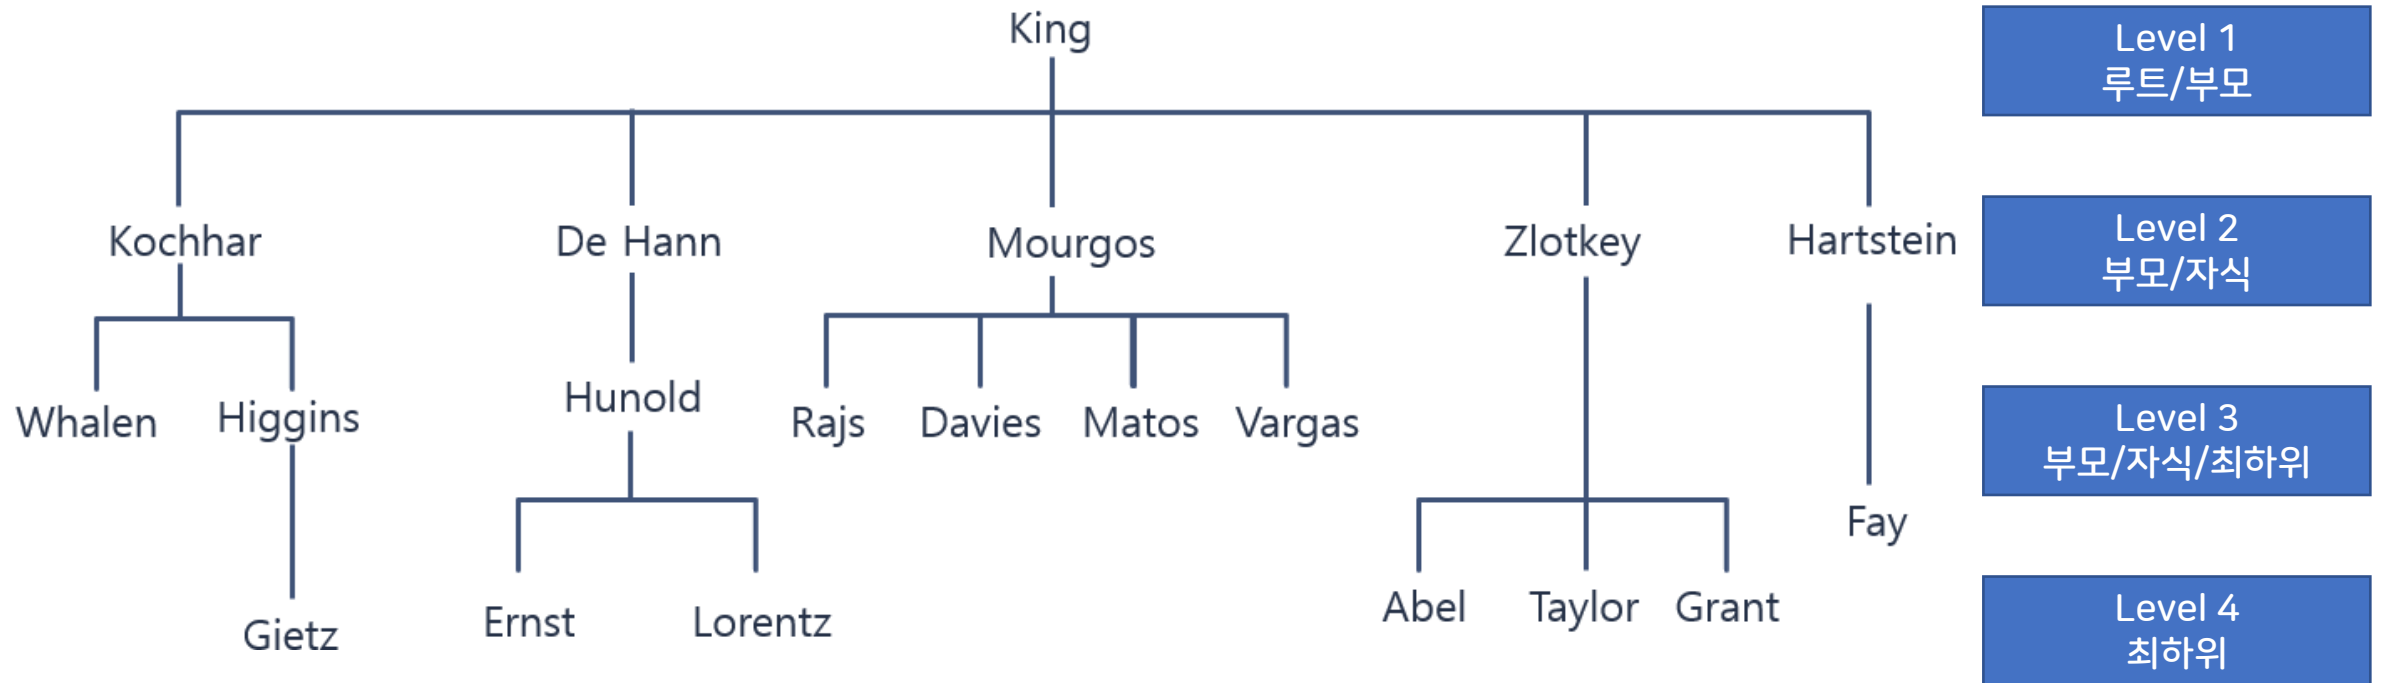 King
Level 1
루트/부모
Kochhar
De Hann
Mourgos
Zlotkey
Hartstein
Level 2
부모/자식
Whalen
Higgins
Hunold
Rajs
Davies
Matos
Vargas
Level 3
부모/자식/최하위
Fay
Gietz
Ernst
Lorentz
Abel
Taylor
Grant
Level 4
최하위